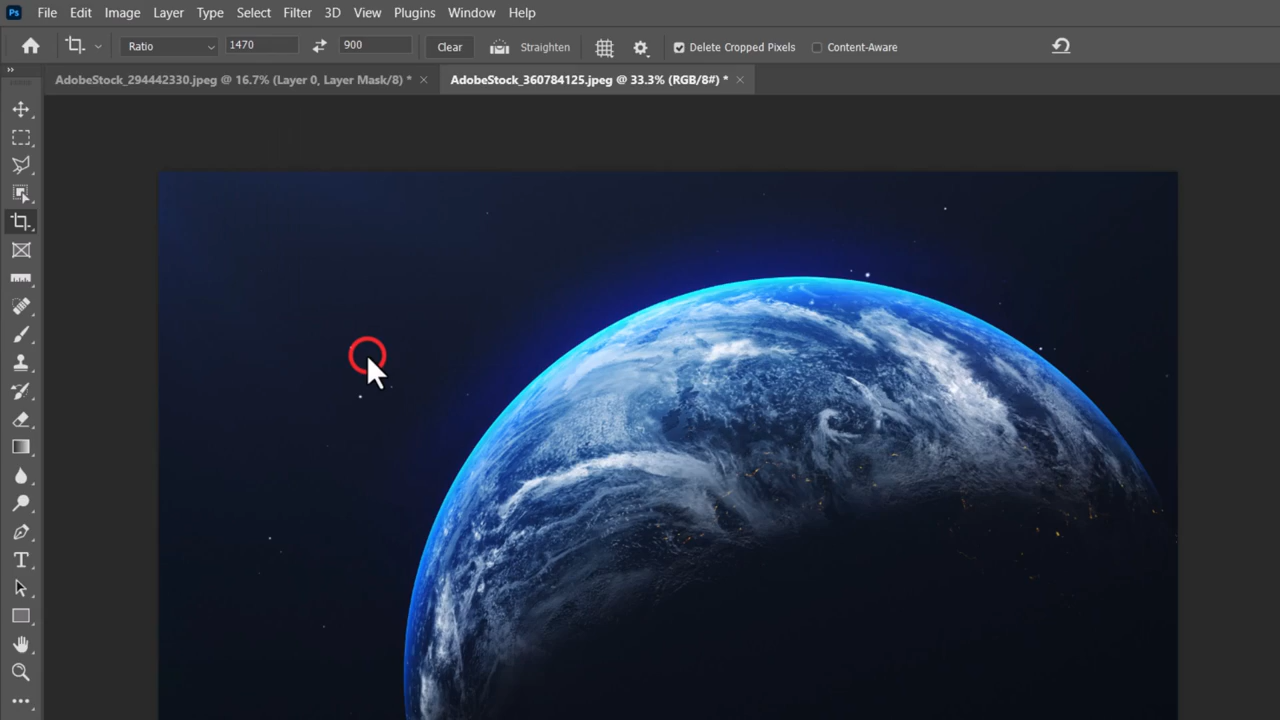 Ps File Edit Image Layer Type Select Filter 3D View Plugins Window Help
Ratio 1470 900 Clear Straighten Delete Cropped Pixels Content-Aware
AdobeStock_294442330.jpeg @ 16.7% (Layer 0, Layer Mask/8) * AdobeStock_360784125.jpeg @ 33.3% (RGB/8#) *